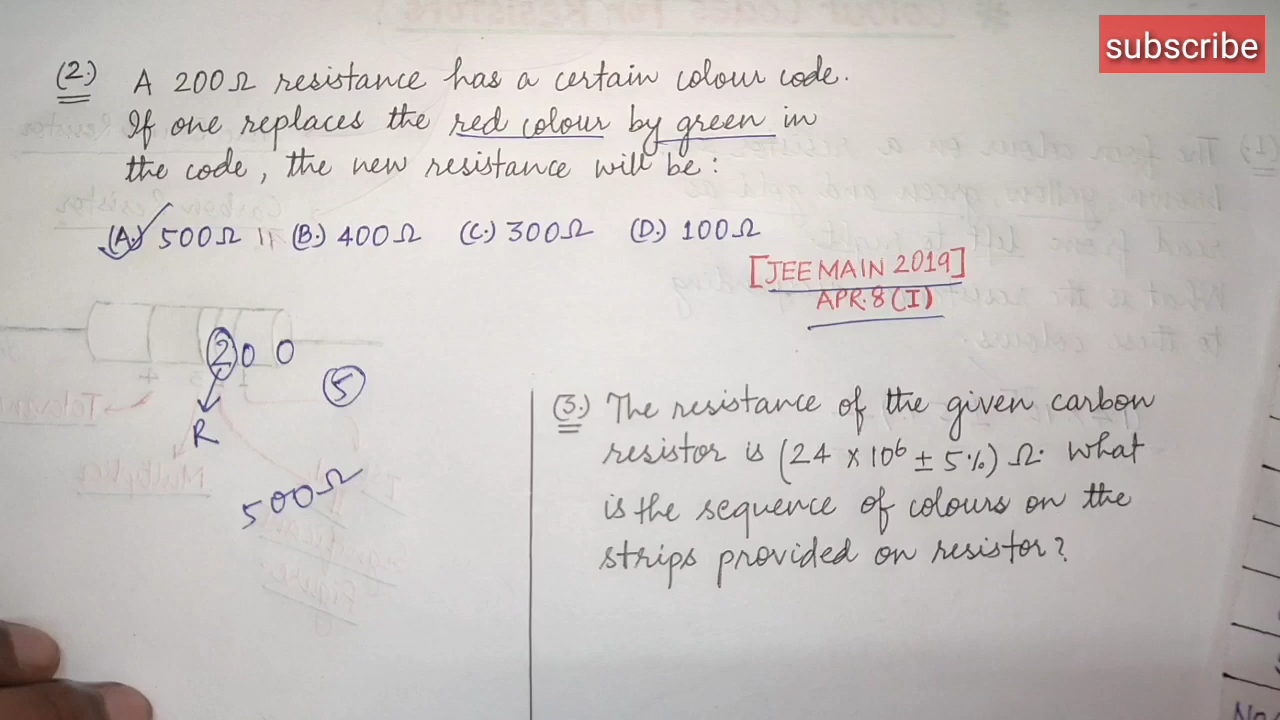 subscribe
(2.) A 200Ω resistance has a certain colour code.
If one replaces the red colour by green in
the code, the new resistance will be:
(A.) 500Ω (B.) 400Ω (C.) 300Ω (D.) 100Ω
[JEE MAIN 2019]
APR. 8 (I)
2 0 0
5
R
500Ω
(3.) The resistance of the given carbon
resistor is (24 × 10⁶ ± 5%) Ω. What
is the sequence of colours on the
strips provided on resistor?